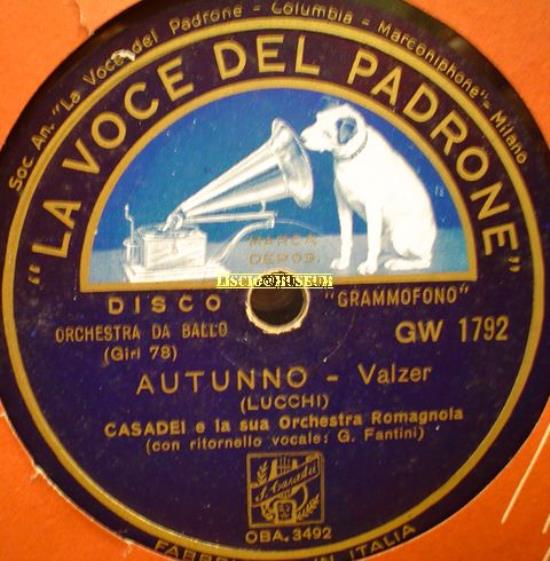 Soc. An. "La Voce del Padrone - Columbia - Marconiphone" - Milano
"LA VOCE DEL PADRONE"
MARCA
DEPOS.
LISCIO@MUSEUM
DISCO "GRAMMOFONO"
ORCHESTRA DA BALLO GW 1792
(Giri 78)
AUTUNNO - Valzer
(LUCCHI)
CASADEI e la sua Orchestra Romagnola
(con ritornello vocale: G. Fantini)
S. Casadei
OBA. 3492
IN ITALIA